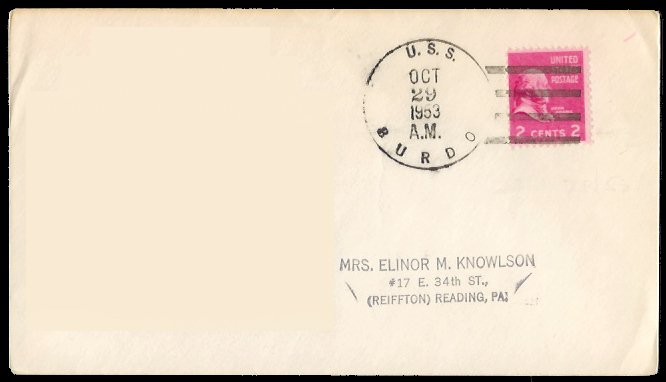 U.S.S.
OCT
29
1953
A.M.
BURDO
UNITED
POSTAGE
2 CENTS 2
MRS. ELINOR M. KNOWLSON
#17 E. 34th ST.,
(REIFFTON) READING, PA.